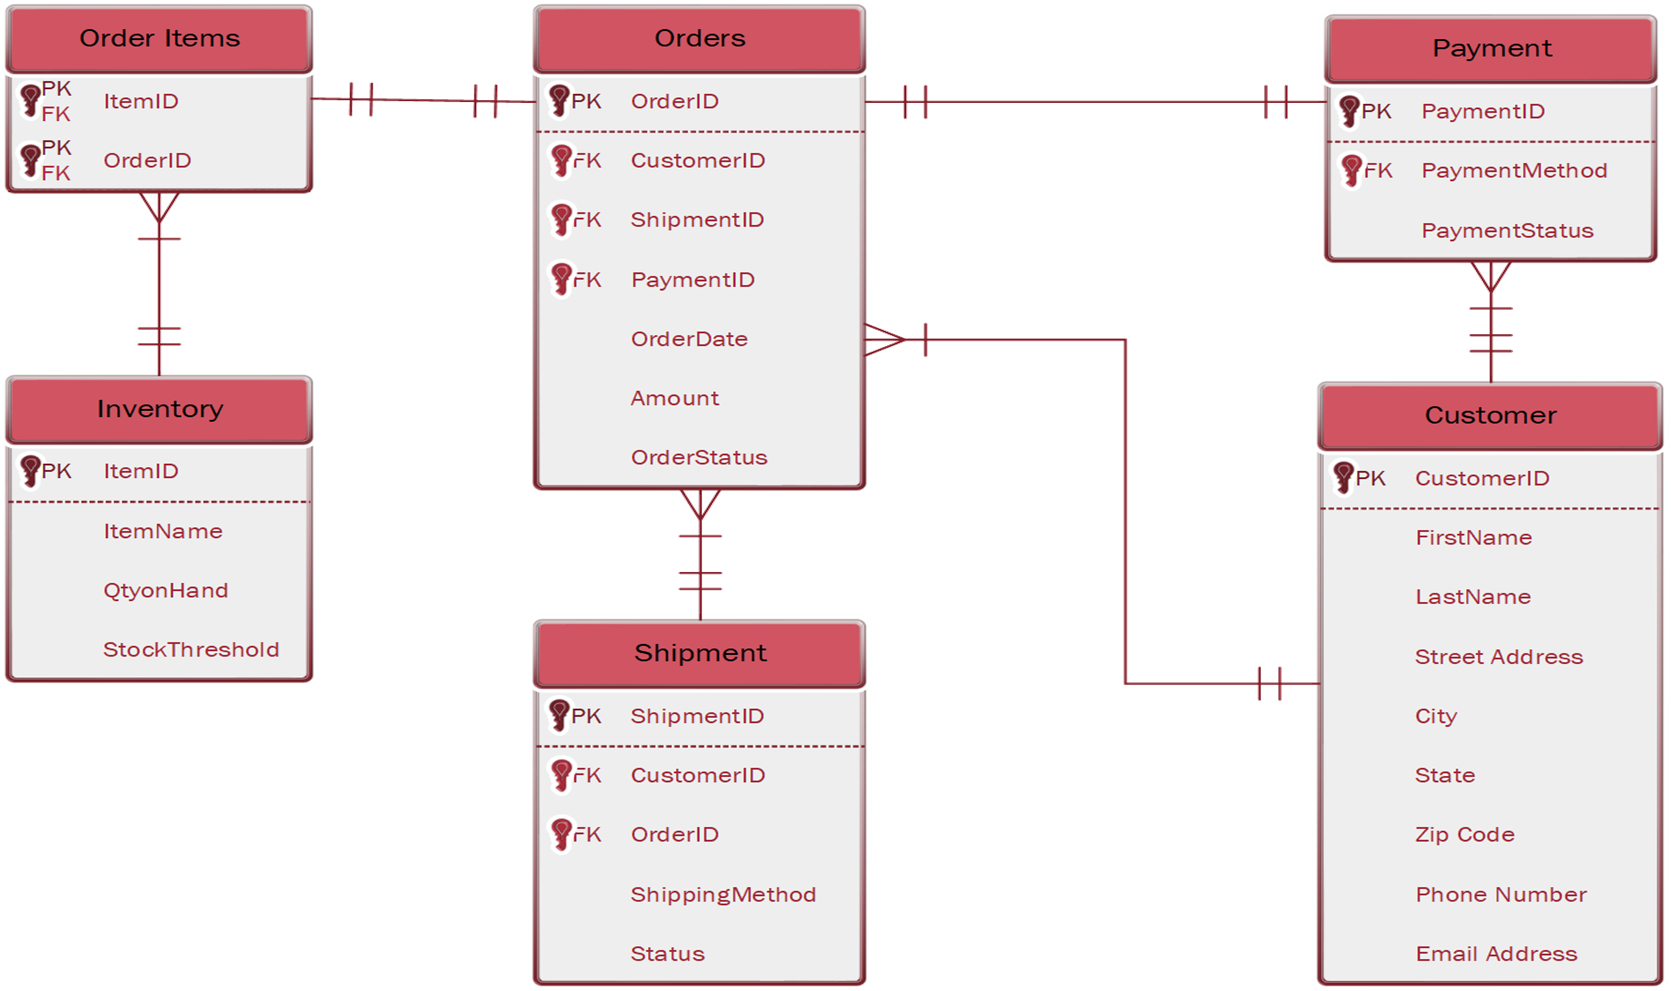 Order Items
PK
FK ItemID
PK
FK OrderID
Orders
PK OrderID
FK CustomerID
FK ShipmentID
FK PaymentID
OrderDate
Amount
OrderStatus
Payment
PK PaymentID
FK PaymentMethod
PaymentStatus
Inventory
PK ItemID
ItemName
QtyonHand
StockThreshold
Shipment
PK ShipmentID
FK CustomerID
FK OrderID
ShippingMethod
Status
Customer
PK CustomerID
FirstName
LastName
Street Address
City
State
Zip Code
Phone Number
Email Address